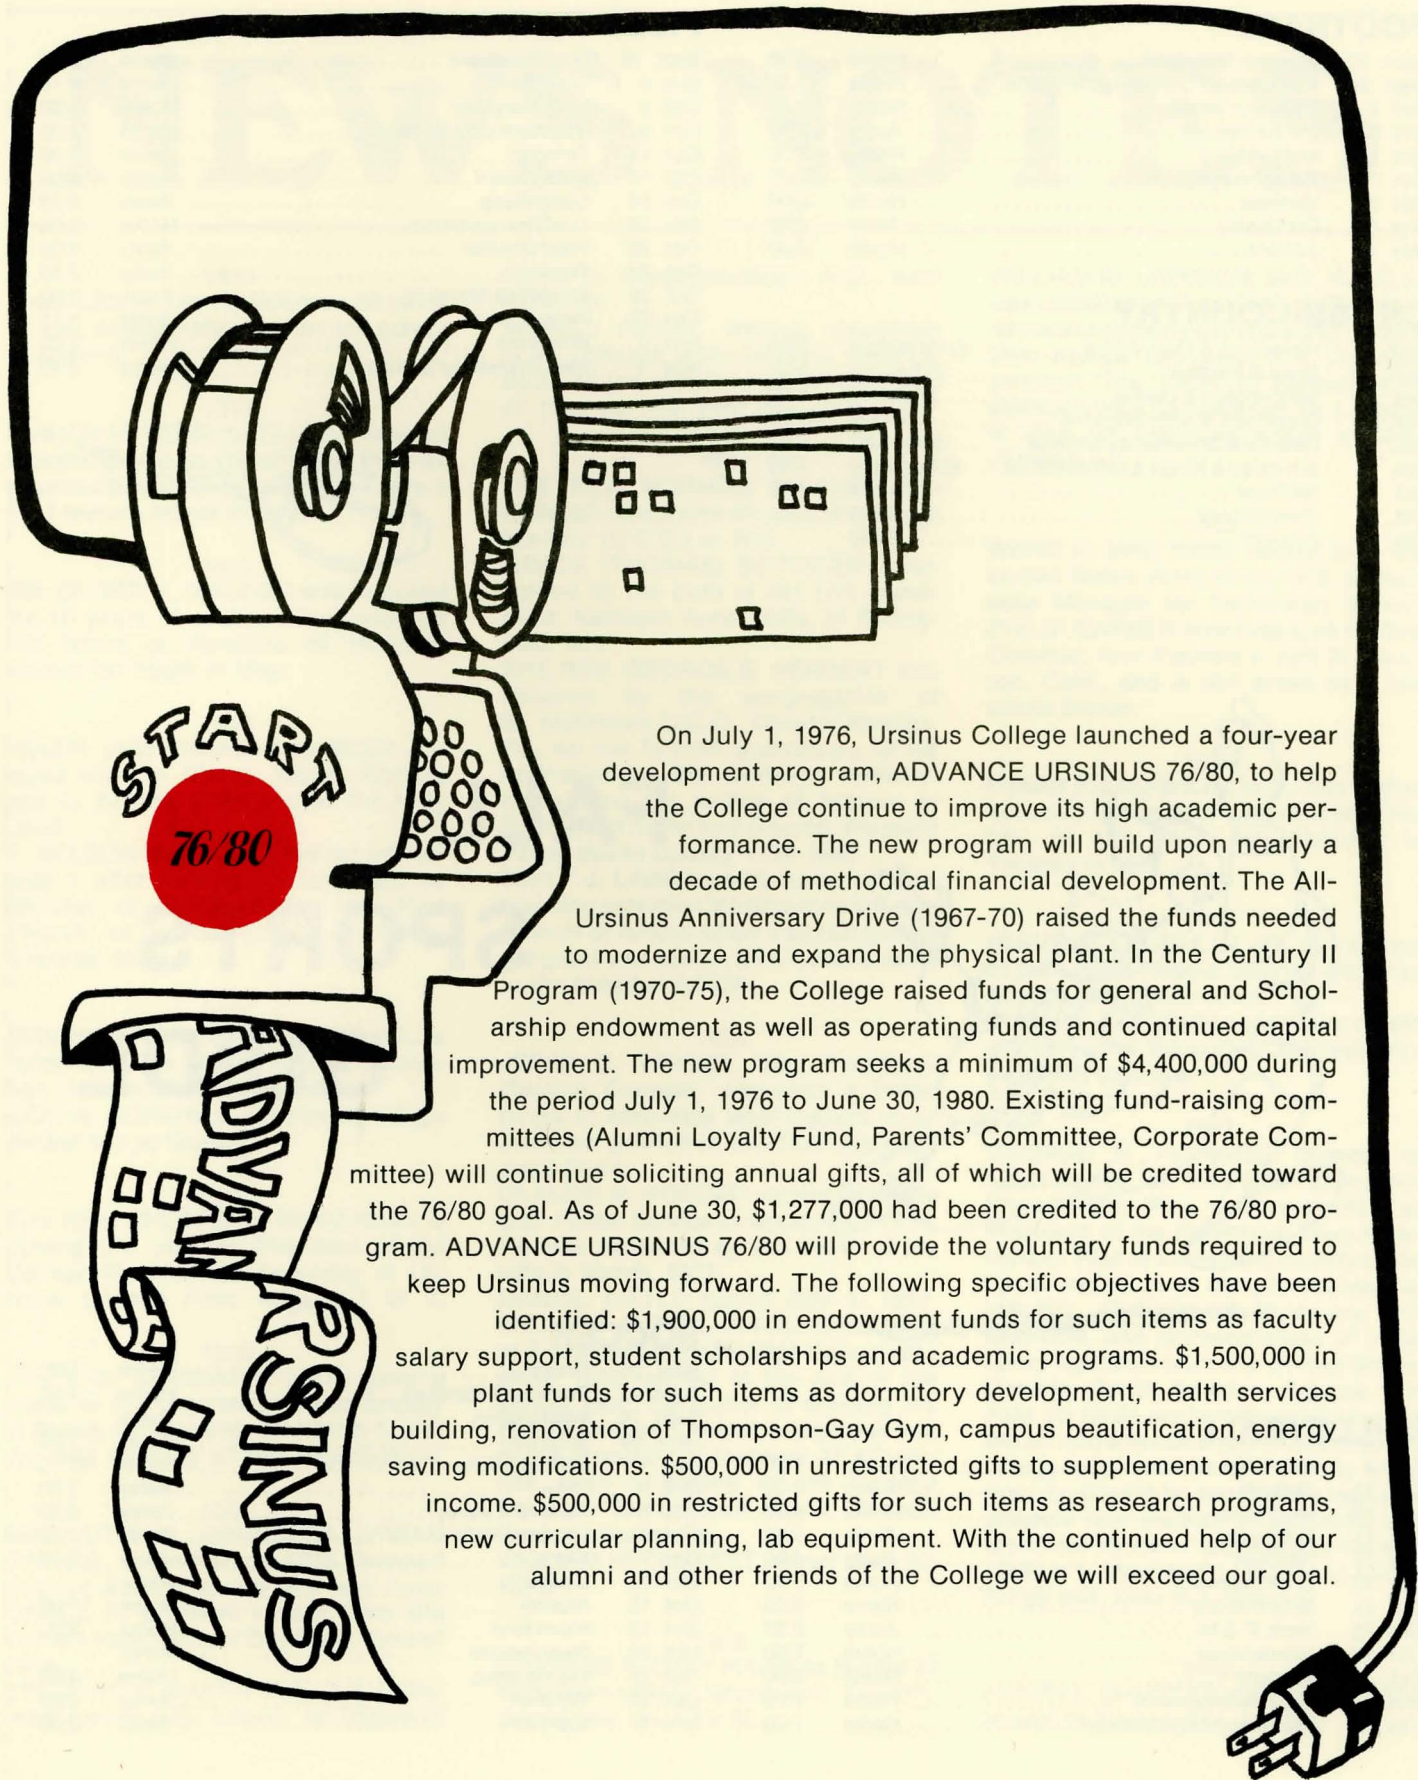 START
76/80
ADVAN
RSINUS
On July 1, 1976, Ursinus College launched a four-year
development program, ADVANCE URSINUS 76/80, to help
the College continue to improve its high academic per-
formance. The new program will build upon nearly a
decade of methodical financial development. The All-
Ursinus Anniversary Drive (1967-70) raised the funds needed
to modernize and expand the physical plant. In the Century II
Program (1970-75), the College raised funds for general and Schol-
arship endowment as well as operating funds and continued capital
improvement. The new program seeks a minimum of $4,400,000 during
the period July 1, 1976 to June 30, 1980. Existing fund-raising com-
mittees (Alumni Loyalty Fund, Parents' Committee, Corporate Com-
mittee) will continue soliciting annual gifts, all of which will be credited toward
the 76/80 goal. As of June 30, $1,277,000 had been credited to the 76/80 pro-
gram. ADVANCE URSINUS 76/80 will provide the voluntary funds required to
keep Ursinus moving forward. The following specific objectives have been
identified: $1,900,000 in endowment funds for such items as faculty
salary support, student scholarships and academic programs. $1,500,000 in
plant funds for such items as dormitory development, health services
building, renovation of Thompson-Gay Gym, campus beautification, energy
saving modifications. $500,000 in unrestricted gifts to supplement operating
income. $500,000 in restricted gifts for such items as research programs,
new curricular planning, lab equipment. With the continued help of our
alumni and other friends of the College we will exceed our goal.